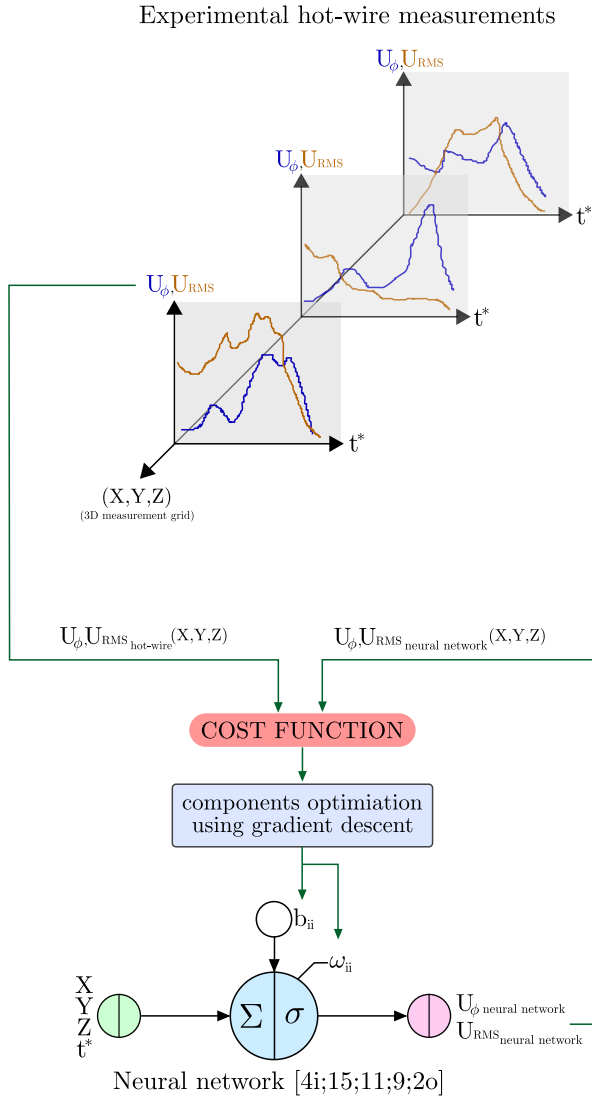 Experimental hot-wire measurements
Uϕ,URMS
t*
Uϕ,URMS
t*
Uϕ,URMS
t*
(X,Y,Z)
(3D measurement grid)
Uϕ,URMS hot-wire(X,Y,Z)
Uϕ,URMS neural network(X,Y,Z)
COST FUNCTION
components optimiation
using gradient descent
bii
ωii
X
Y
Z
t*
Σ σ
Uϕ neural network
URMS neural network
Neural network [4i;15;11;9;2o]